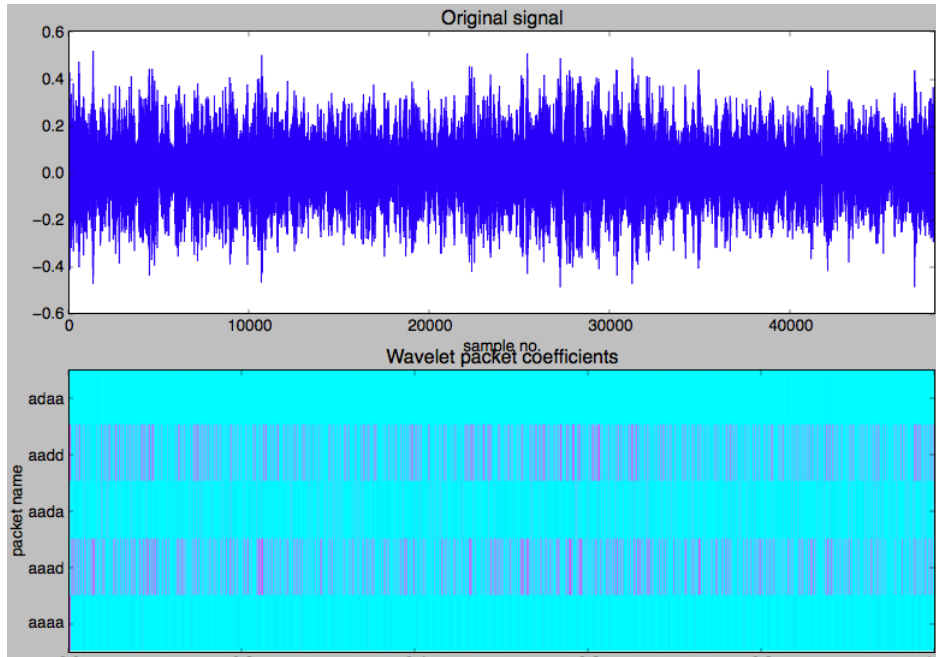 Original signal
0.6
0.4
0.2
0.0
−0.2
−0.4
−0.6
0 10000 20000 30000 40000
sample no.
Wavelet packet coefficients
packet name
adaa
aadd
aada
aaad
aaaa